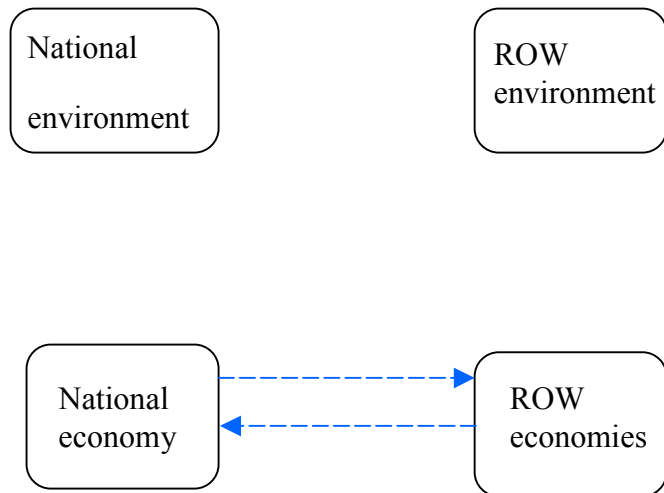 National
environment
ROW
environment
National
economy
ROW
economies